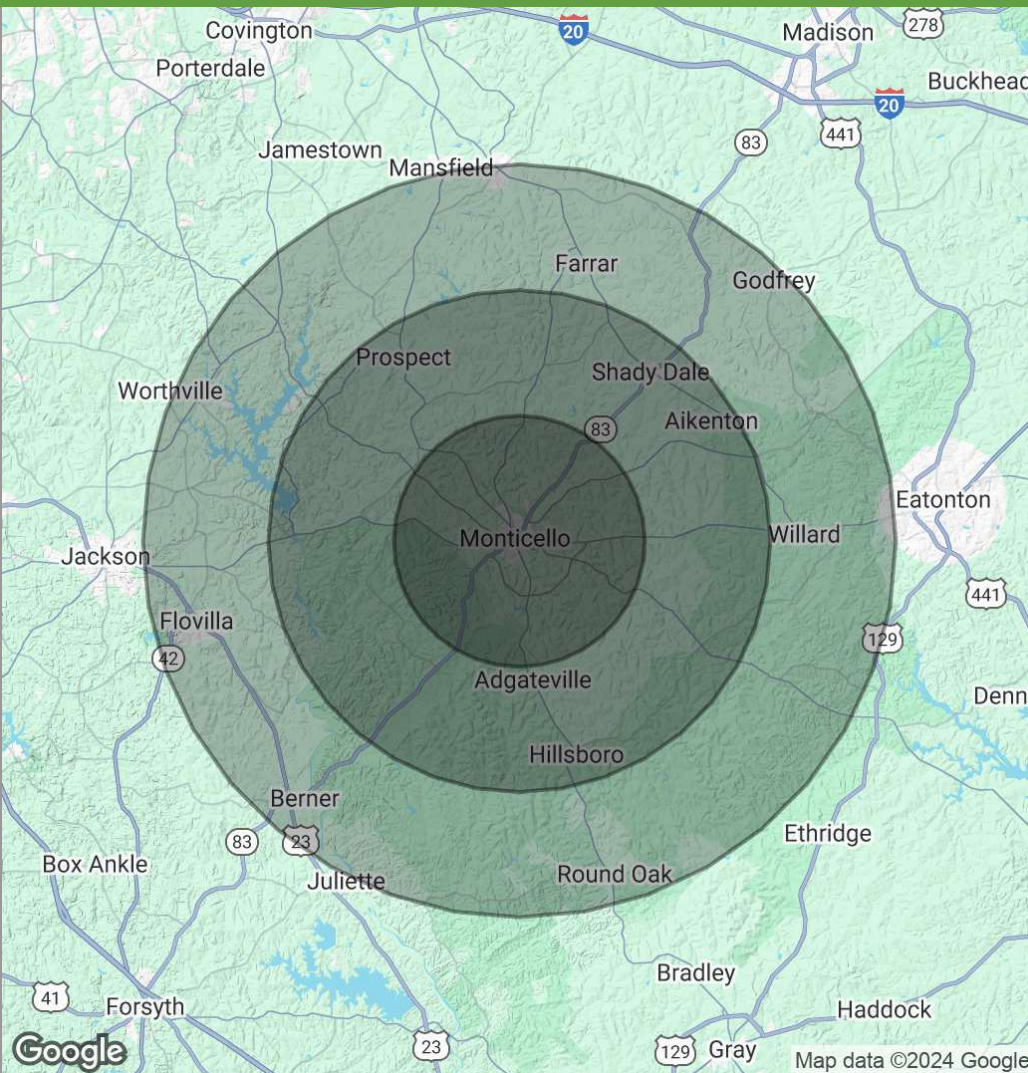 Covington
20
Madison
278
Porterdale
Buckhead
20
83
441
Jamestown
Mansfield
Farrar
Godfrey
Prospect
Shady Dale
Worthville
Aikenton
83
Eatonton
Monticello
Willard
Jackson
441
Flovilla
129
42
Adgateville
Denn
Hillsboro
Berner
83
23
Ethridge
Box Ankle
Juliette
Round Oak
Bradley
41
Forsyth
Haddock
Google
23
129
Gray
Map data ©2024 Google